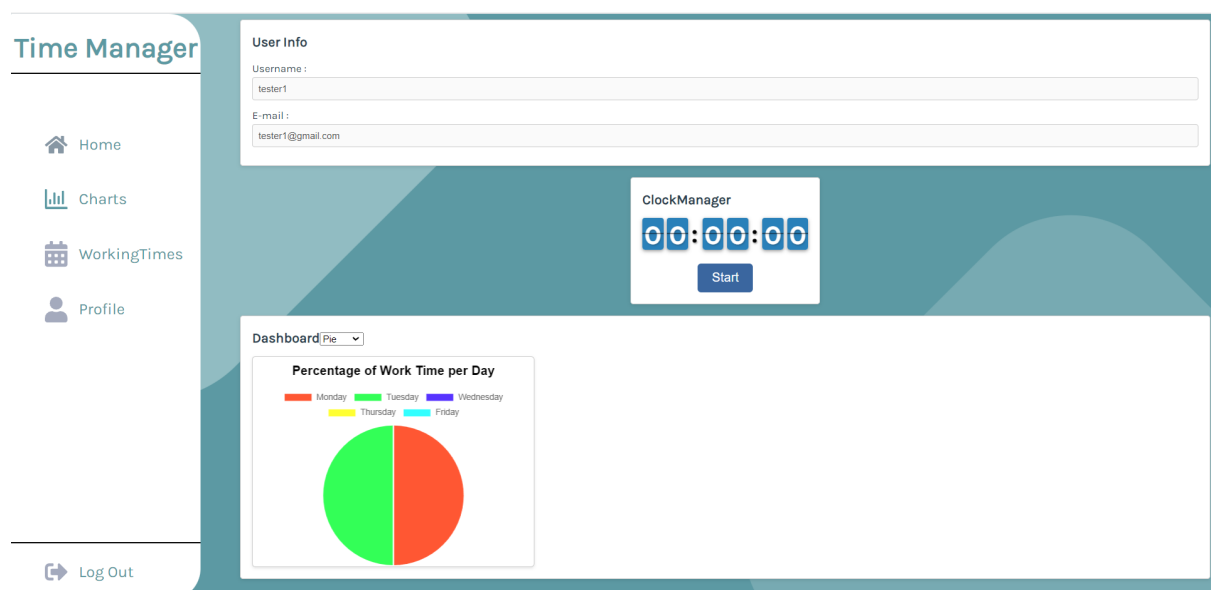 Time Manager
Home
Charts
WorkingTimes
Profile
Log Out
User Info
Username :
tester1
E-mail :
tester1@gmail.com
ClockManager
00:00:00
Start
Dashboard Pie
Percentage of Work Time per Day
Monday Tuesday Wednesday
Thursday Friday